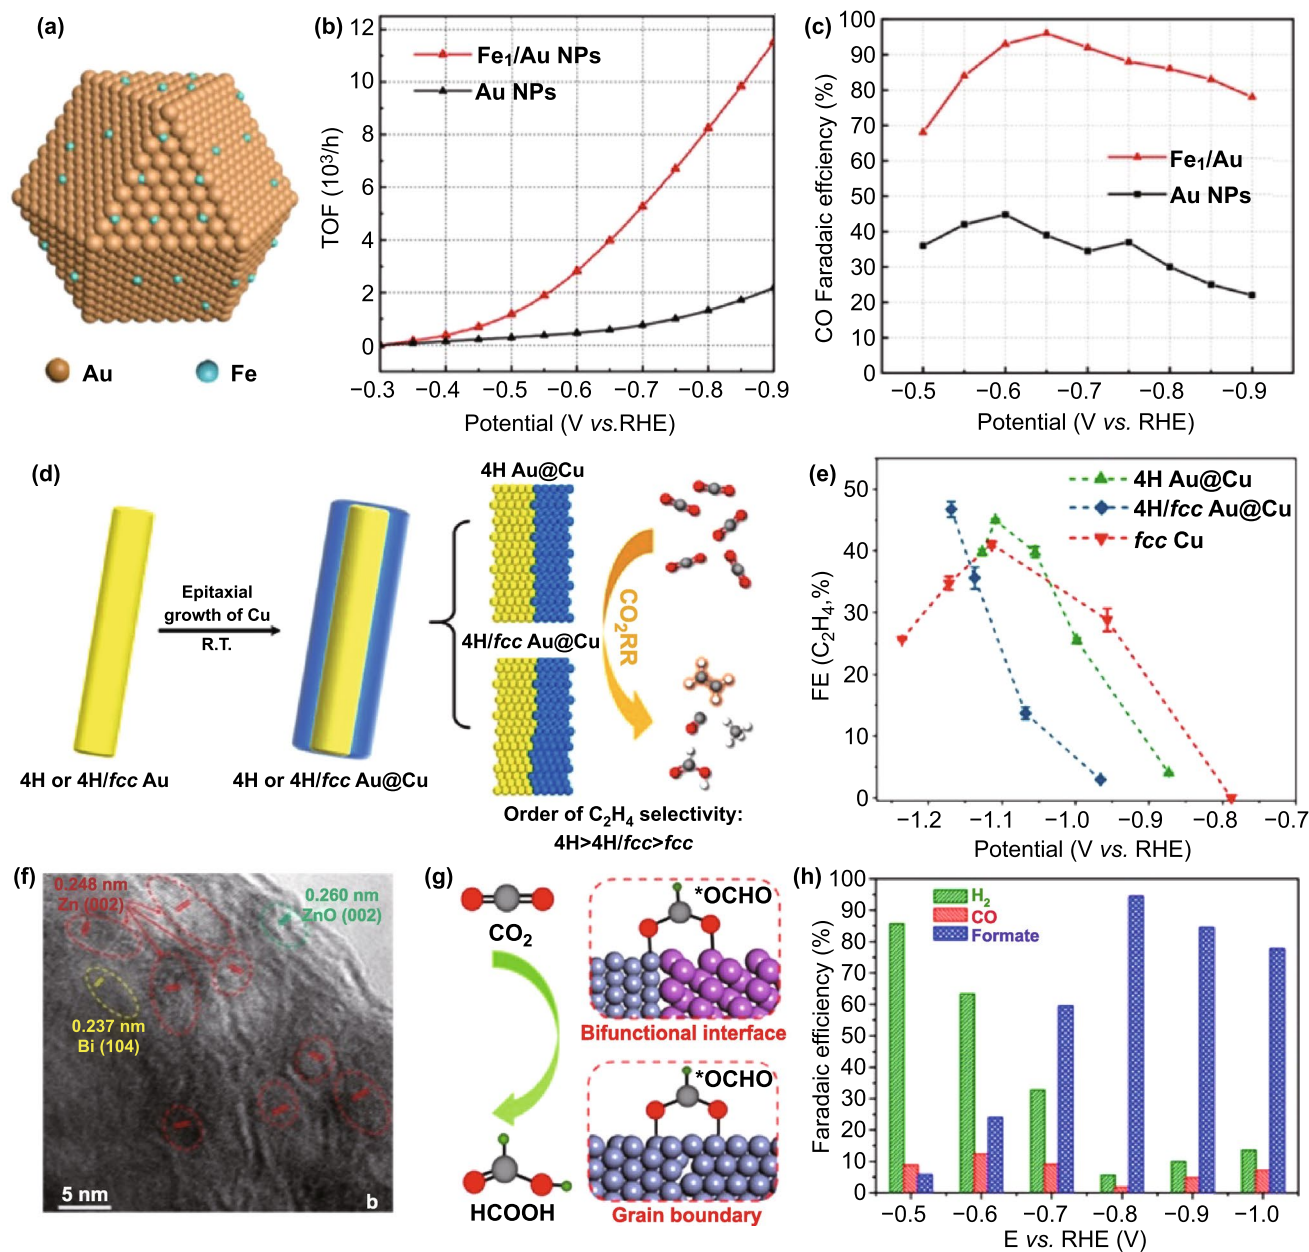 (a)
Au
Fe
(b)
Fe₁/Au NPs
Au NPs
TOF (10³/h)
12
10
8
6
4
2
0
−0.3 −0.4 −0.5 −0.6 −0.7 −0.8 −0.9
Potential (V vs.RHE)
(c)
CO Faradaic effciency (%)
100
90
80
70
60
50
40
30
20
10
0
Fe₁/Au
Au NPs
−0.5 −0.6 −0.7 −0.8 −0.9
Potential (V vs. RHE)
(d)
Epitaxial
growth of Cu
R.T.
4H or 4H/fcc Au
4H or 4H/fcc Au@Cu
4H Au@Cu
4H/fcc Au@Cu
CO₂RR
Order of C₂H₄ selectivity:
4H>4H/fcc>fcc
(e)
4H Au@Cu
4H/fcc Au@Cu
fcc Cu
FE (C₂H₄,%)
50
40
30
20
10
0
−1.2 −1.1 −1.0 −0.9 −0.8 −0.7
Potential (V vs. RHE)
(f)
0.248 nm
Zn (002)
0.260 nm
ZnO (002)
0.237 nm
Bi (104)
5 nm
b
(g)
CO₂
HCOOH
*OCHO
Bifunctional interface
*OCHO
Grain boundary
(h)
H₂
CO
Formate
Faradaic efficiency (%)
100
90
80
70
60
50
40
30
20
10
0
−0.5 −0.6 −0.7 −0.8 −0.9 −1.0
E vs. RHE (V)